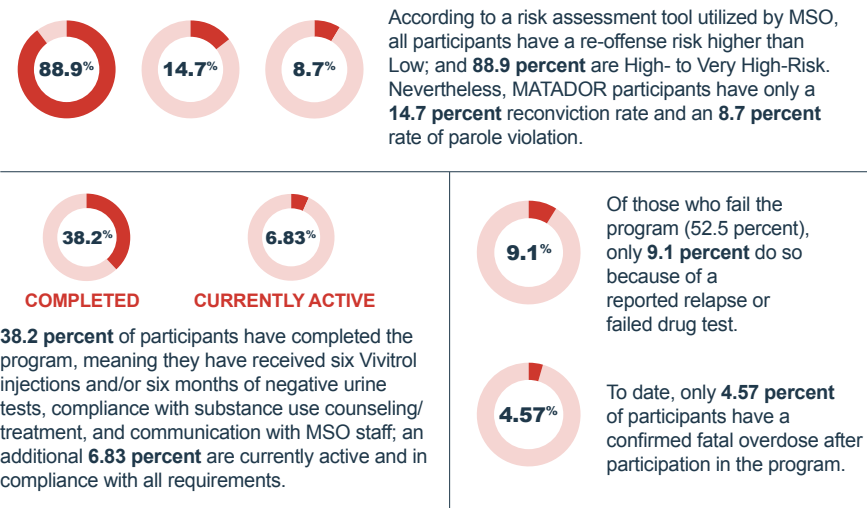 88.9%
14.7%
8.7%
According to a risk assessment tool utilized by MSO,
all participants have a re-offense risk higher than
Low; and 88.9 percent are High- to Very High-Risk.
Nevertheless, MATADOR participants have only a
14.7 percent reconviction rate and an 8.7 percent
rate of parole violation.
38.2%
COMPLETED
6.83%
CURRENTLY ACTIVE
38.2 percent of participants have completed the
program, meaning they have received six Vivitrol
injections and/or six months of negative urine
tests, compliance with substance use counseling/
treatment, and communication with MSO staff; an
additional 6.83 percent are currently active and in
compliance with all requirements.
9.1%
Of those who fail the
program (52.5 percent),
only 9.1 percent do so
because of a
reported relapse or
failed drug test.
4.57%
To date, only 4.57 percent
of participants have a
confirmed fatal overdose after
participation in the program.